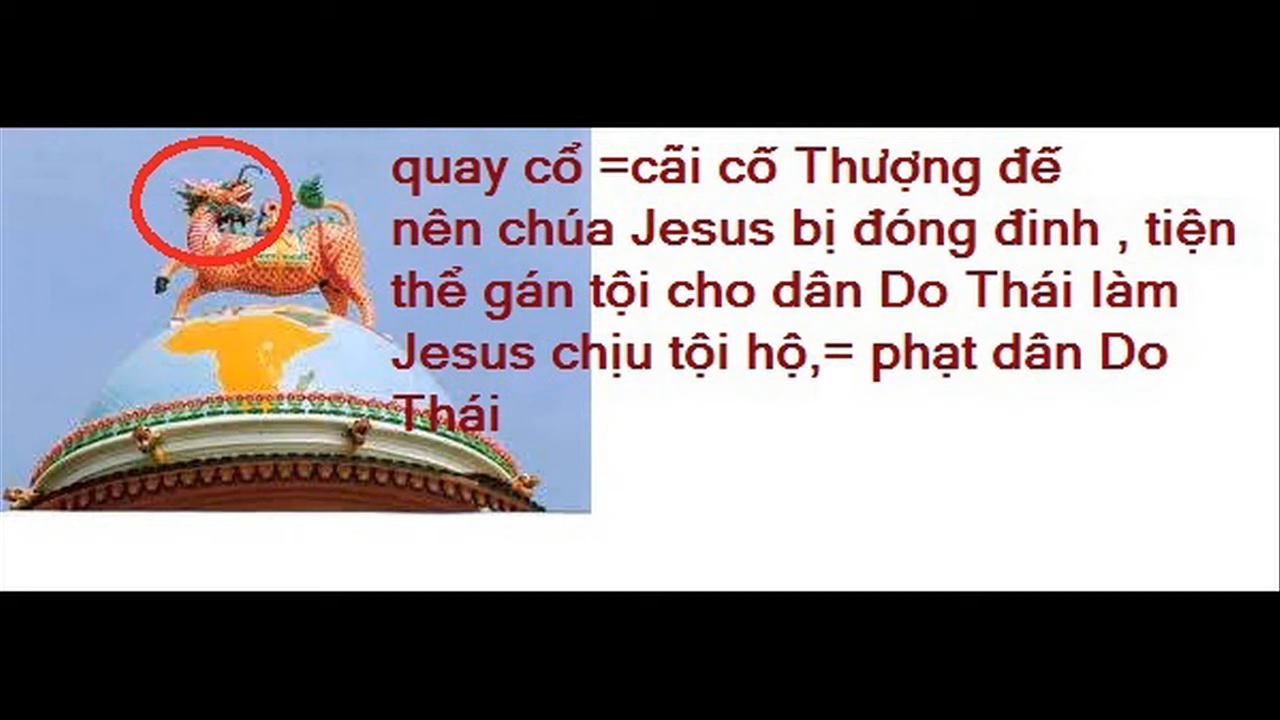 quay cổ =cãi cố Thượng đế
nên chúa Jesus bị đóng đinh , tiện
thể gán tội cho dân Do Thái làm
Jesus chịu tội hộ,= phạt dân Do
Thái